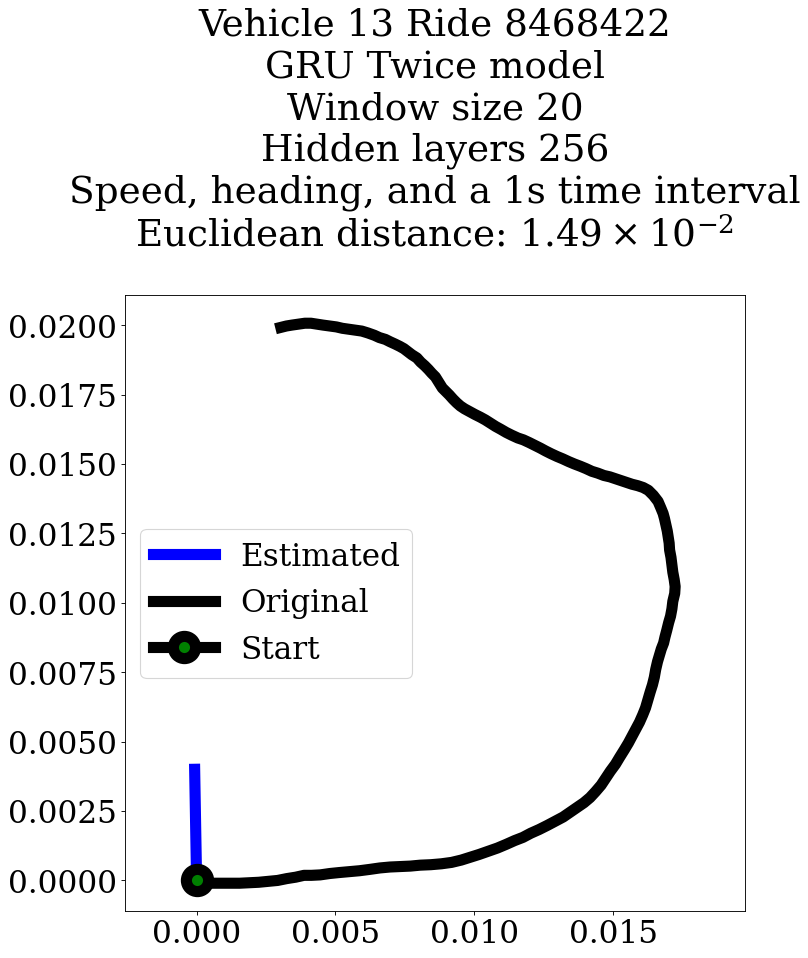 Vehicle 13 Ride 8468422
GRU Twice model
Window size 20
Hidden layers 256
Speed, heading, and a 1s time interval
Euclidean distance: 1.49 × 10⁻²
0.0200
0.0175
0.0150
0.0125
0.0100
0.0075
0.0050
0.0025
0.0000
Estimated
Original
Start
0.000 0.005 0.010 0.015